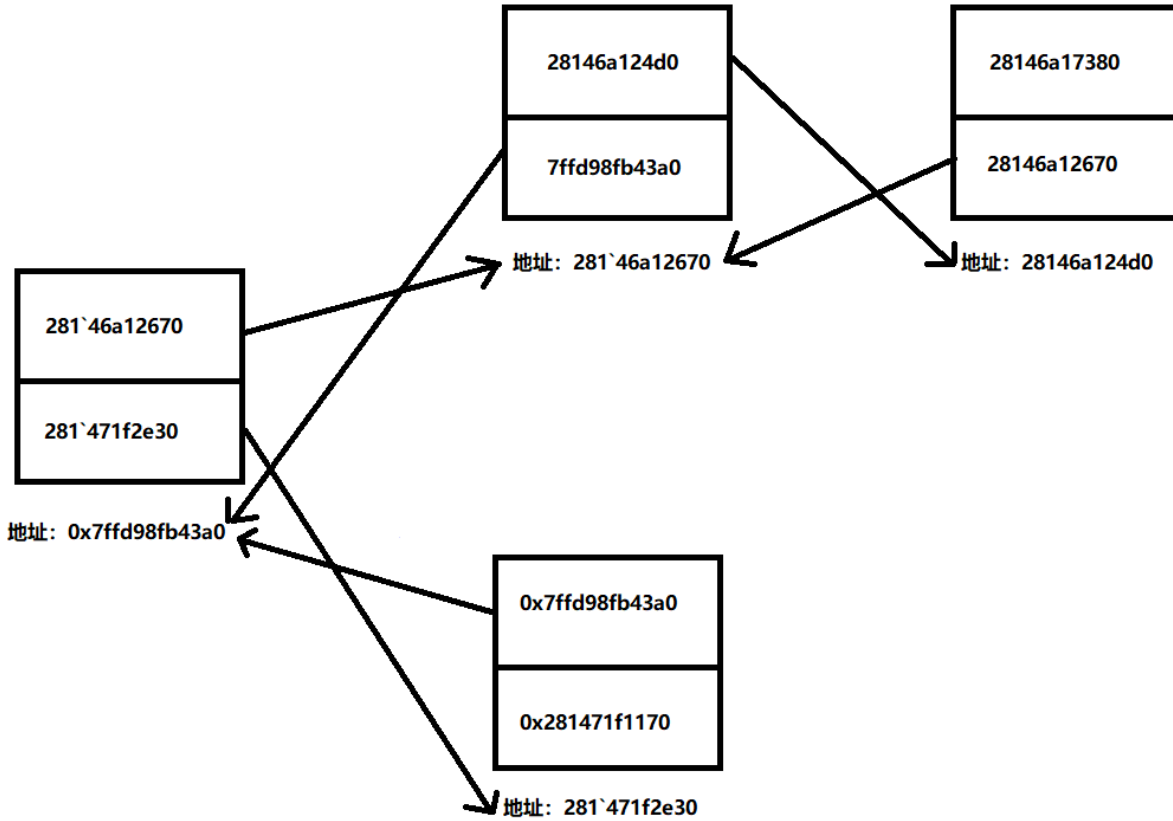 28146a124d0
7ffd98fb43a0
地址：281`46a12670
28146a17380
28146a12670
地址：28146a124d0
281`46a12670
281`471f2e30
地址：0x7ffd98fb43a0
0x7ffd98fb43a0
0x281471f1170
地址：281`471f2e30